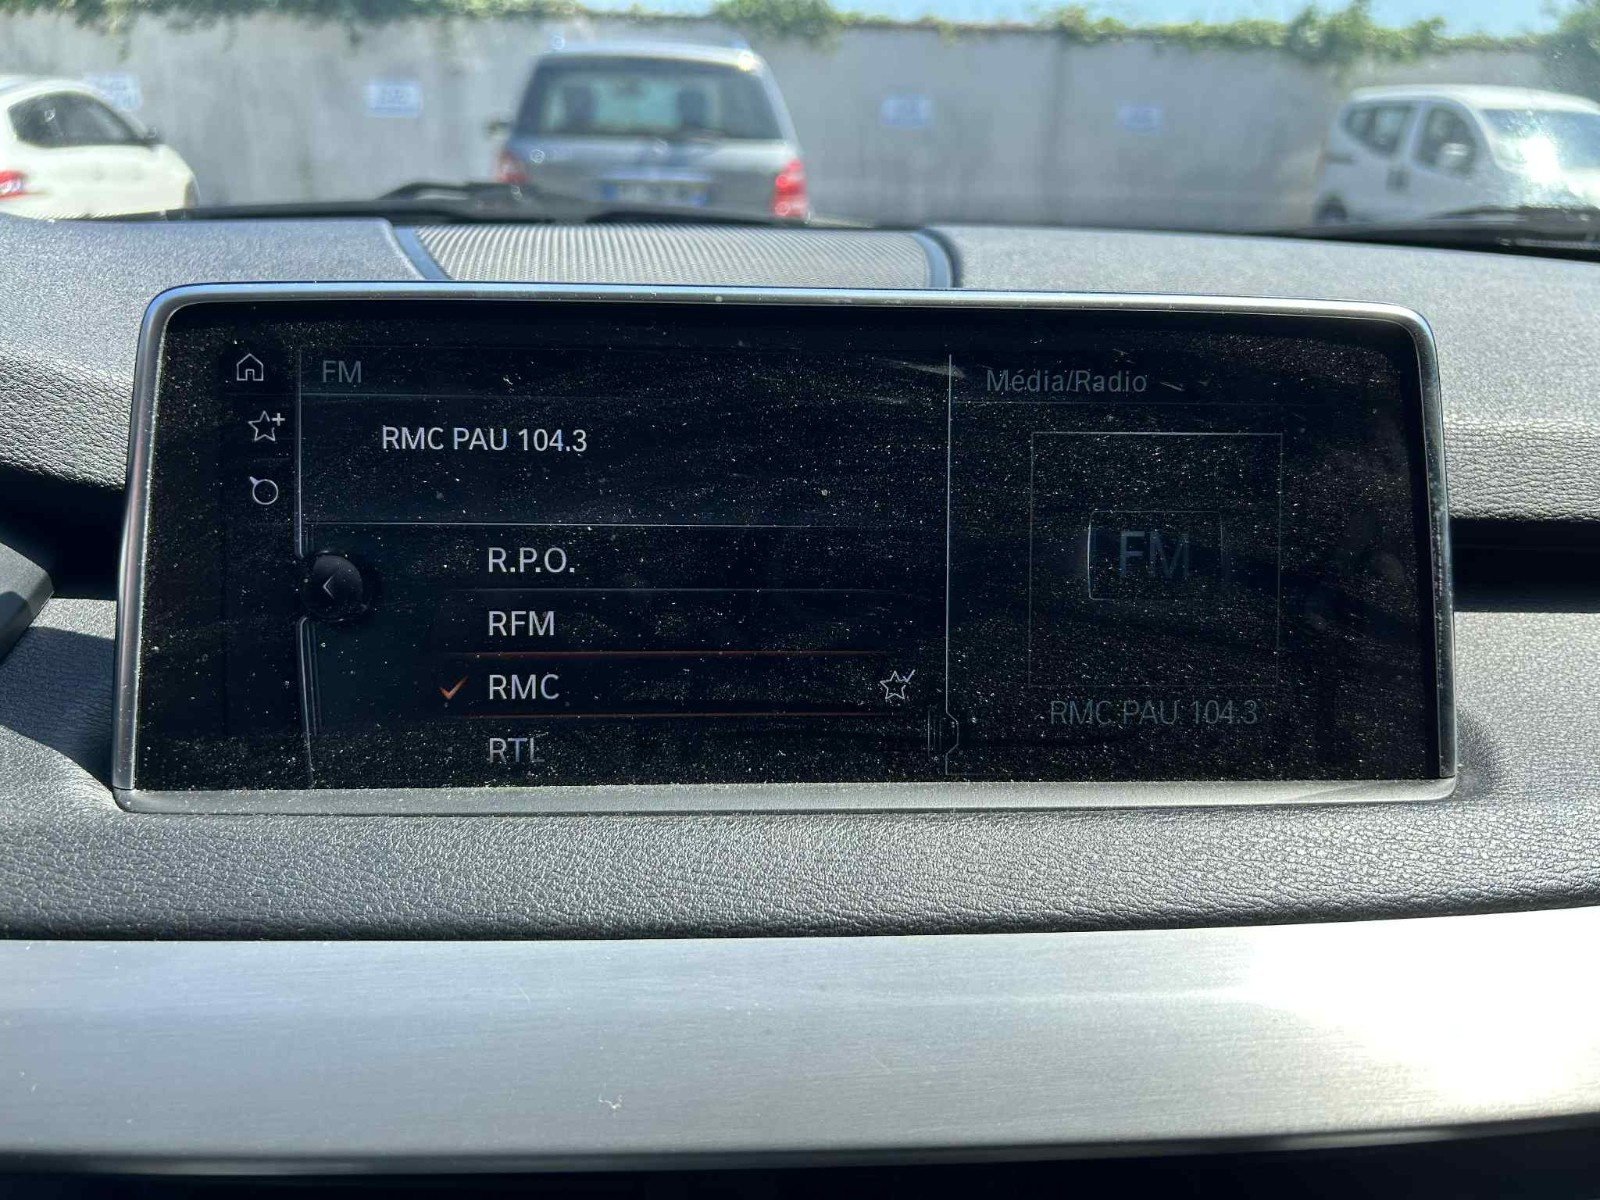 FM
Média/Radio
RMC PAU 104.3
R.P.O.
RFM
FM
RMC
RTL
RMC PAU 104.3